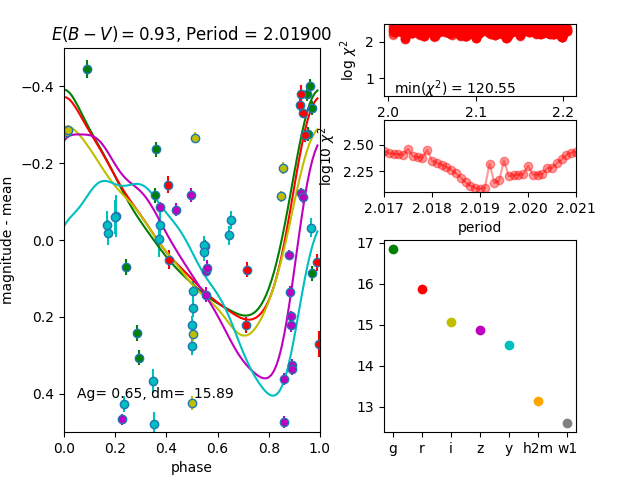 E(B − V) = 0.93, Period = 2.01900
magnitude - mean
−0.4
−0.2
0.0
0.2
0.4
Ag= 0.65, dm= 15.89
0.0 0.2 0.4 0.6 0.8 1.0
phase
log χ²
2
1
min(χ²) = 120.55
2.0 2.1 2.2
log10 χ²
2.50
2.25
2.017 2.018 2.019 2.020 2.021
period
17
16
15
14
13
g r i z y h2m w1